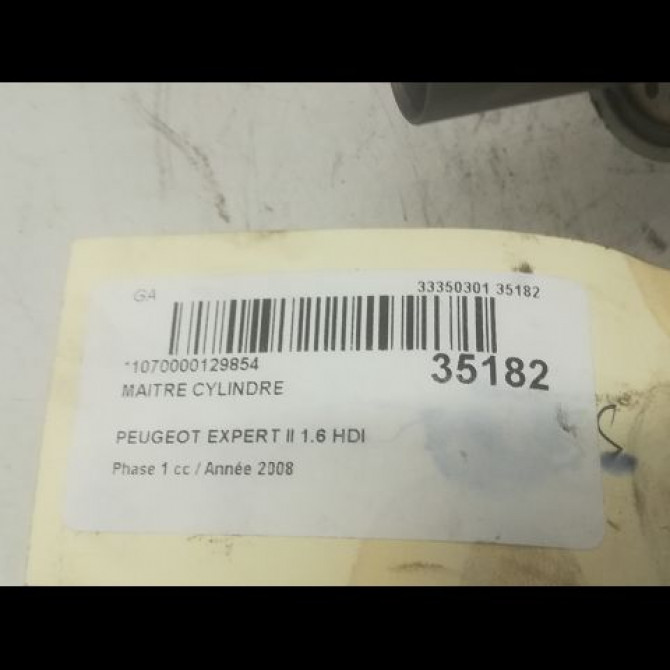 GA 33350301 35182
*1070000129854 35182
MAITRE CYLINDRE
PEUGEOT EXPERT II 1.6 HDI
Phase 1 cc / Année 2008